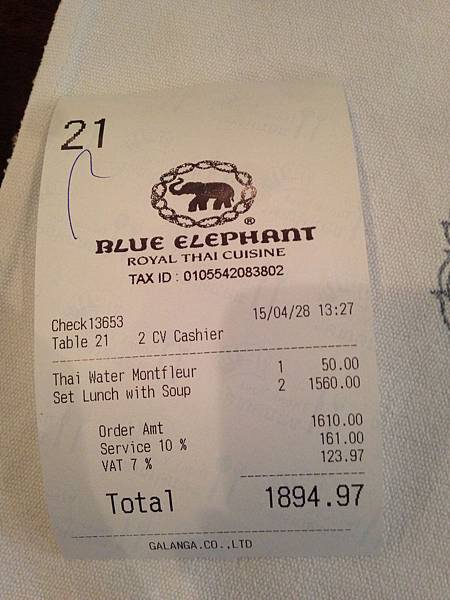 21
BLUE ELEPHANT
ROYAL THAI CUISINE
TAX ID : 0105542083802
Check13653 15/04/28 13:27
Table 21 2 CV Cashier
Thai Water Montfleur 1 50.00
Set Lunch with Soup 2 1560.00
Order Amt 1610.00
Service 10 % 161.00
VAT 7 % 123.97
Total 1894.97
GALANGA.CO.,LTD